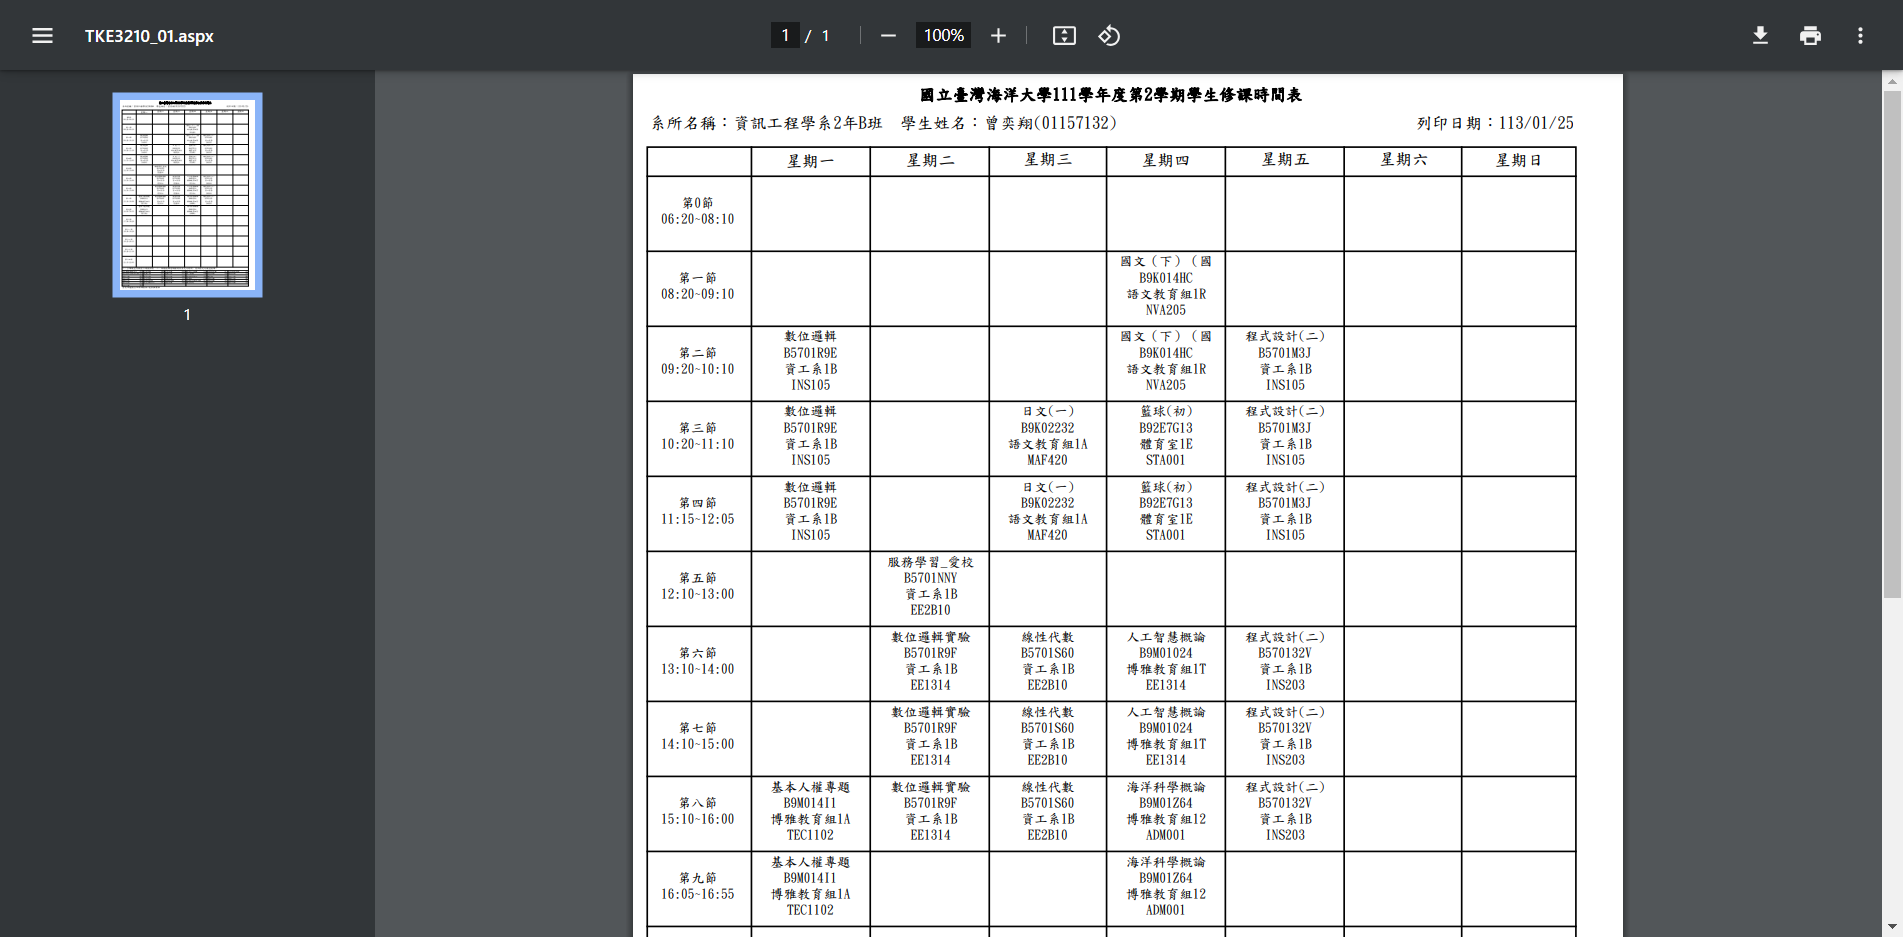 TKE3210_01.aspx
1 / 1
100%
1
國立臺灣海洋大學111學年度第2學期學生修課時間表
系所名稱：資訊工程學系2年B班 學生姓名：曾奕翔(01157132) 列印日期：113/01/25
星期一 星期二 星期三 星期四 星期五 星期六 星期日
第0節
06:20~08:10
第一節
08:20~09:10
國文（下）（國
B9K014HC
語文教育組1R
NVA205
第二節
09:20~10:10
數位邏輯
B5701R9E
資工系1B
INS105
國文（下）（國
B9K014HC
語文教育組1R
NVA205
程式設計(二)
B5701M3J
資工系1B
INS105
第三節
10:20~11:10
數位邏輯
B5701R9E
資工系1B
INS105
日文(一)
B9K02232
語文教育組1A
MAF420
籃球(初)
B92E7G13
體育室1E
STA001
程式設計(二)
B5701M3J
資工系1B
INS105
第四節
11:15~12:05
數位邏輯
B5701R9E
資工系1B
INS105
日文(一)
B9K02232
語文教育組1A
MAF420
籃球(初)
B92E7G13
體育室1E
STA001
程式設計(二)
B5701M3J
資工系1B
INS105
第五節
12:10~13:00
服務學習_愛校
B5701NNY
資工系1B
EE2B10
第六節
13:10~14:00
數位邏輯實驗
B5701R9F
資工系1B
EE1314
線性代數
B5701S60
資工系1B
EE2B10
人工智慧概論
B9M01024
博雅教育組1T
EE1314
程式設計(二)
B570132V
資工系1B
INS203
第七節
14:10~15:00
數位邏輯實驗
B5701R9F
資工系1B
EE1314
線性代數
B5701S60
資工系1B
EE2B10
人工智慧概論
B9M01024
博雅教育組1T
EE1314
程式設計(二)
B570132V
資工系1B
INS203
第八節
15:10~16:00
基本人權專題
B9M014I1
博雅教育組1A
TEC1102
數位邏輯實驗
B5701R9F
資工系1B
EE1314
線性代數
B5701S60
資工系1B
EE2B10
海洋科學概論
B9M01Z64
博雅教育組12
ADM001
程式設計(二)
B570132V
資工系1B
INS203
第九節
16:05~16:55
基本人權專題
B9M014I1
博雅教育組1A
TEC1102
海洋科學概論
B9M01Z64
博雅教育組12
ADM001